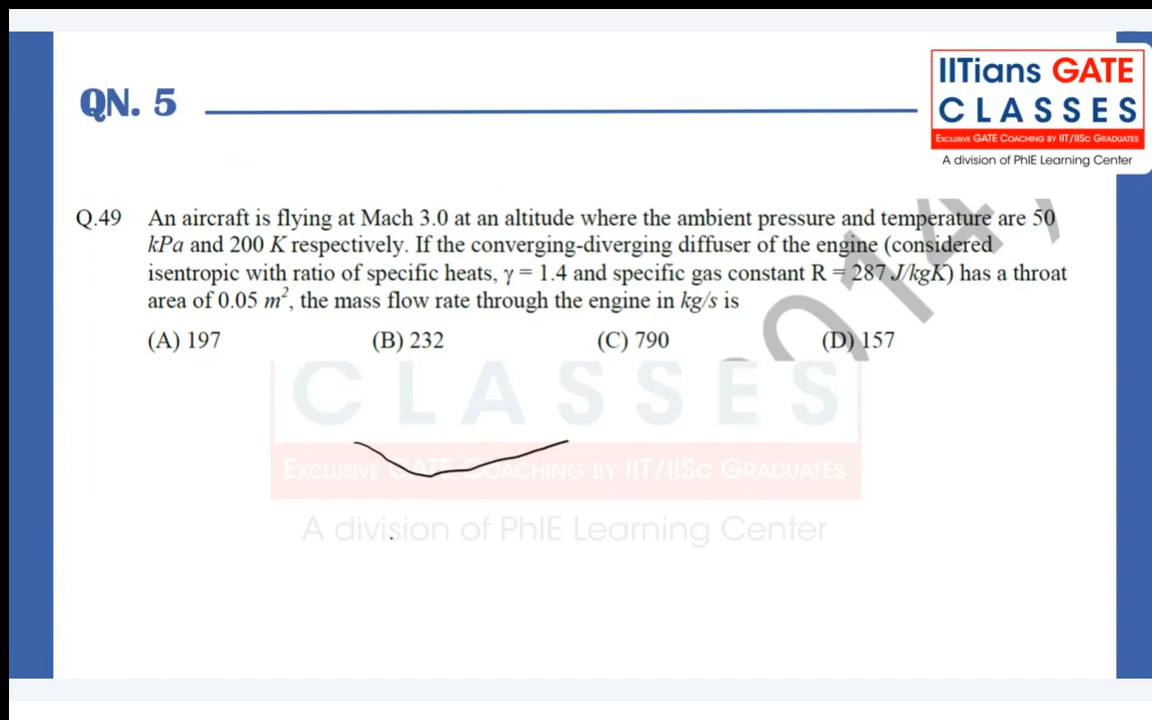 QN. 5
IITians GATE
CLASSES
EXCLUSIVE GATE COACHING BY IIT/IISC GRADUATES
A division of PhIE Learning Center
Q.49 An aircraft is flying at Mach 3.0 at an altitude where the ambient pressure and temperature are 50
kPa and 200 K respectively. If the converging-diverging diffuser of the engine (considered
isentropic with ratio of specific heats, γ = 1.4 and specific gas constant R = 287 J/kgK) has a throat
area of 0.05 m², the mass flow rate through the engine in kg/s is
(A) 197 (B) 232 (C) 790 (D) 157
2014,
CLASSES
EXCLUSIVE GATE COACHING BY IIT/IISC GRADUATES
A division of PhIE Learning Center